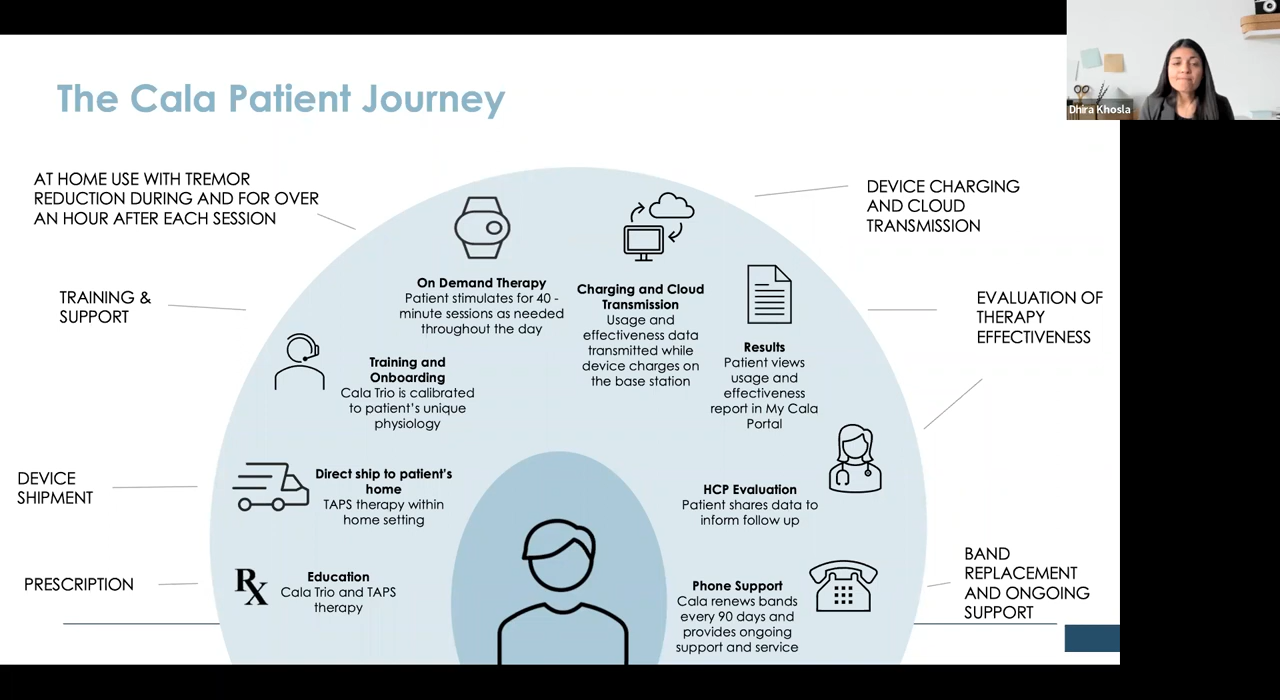 The Cala Patient Journey
Dhira Khosla
AT HOME USE WITH TREMOR
REDUCTION DURING AND FOR OVER
AN HOUR AFTER EACH SESSION
TRAINING &
SUPPORT
DEVICE
SHIPMENT
PRESCRIPTION
Rx
Education
Cala Trio and TAPS
therapy
Direct ship to patient's
home
TAPS therapy within
home setting
Training and
Onboarding
Cala Trio is calibrated
to patient's unique
physiology
On Demand Therapy
Patient stimulates for 40 -
minute sessions as needed
throughout the day
Charging and Cloud
Transmission
Usage and
effectiveness data
transmitted while
device charges on
the base station
Results
Patient views
usage and
effectiveness
report in My Cala
Portal
HCP Evaluation
Patient shares data to
inform follow up
Phone Support
Cala renews bands
every 90 days and
provides ongoing
support and service
DEVICE CHARGING
AND CLOUD
TRANSMISSION
EVALUATION OF
THERAPY
EFFECTIVENESS
BAND
REPLACEMENT
AND ONGOING
SUPPORT